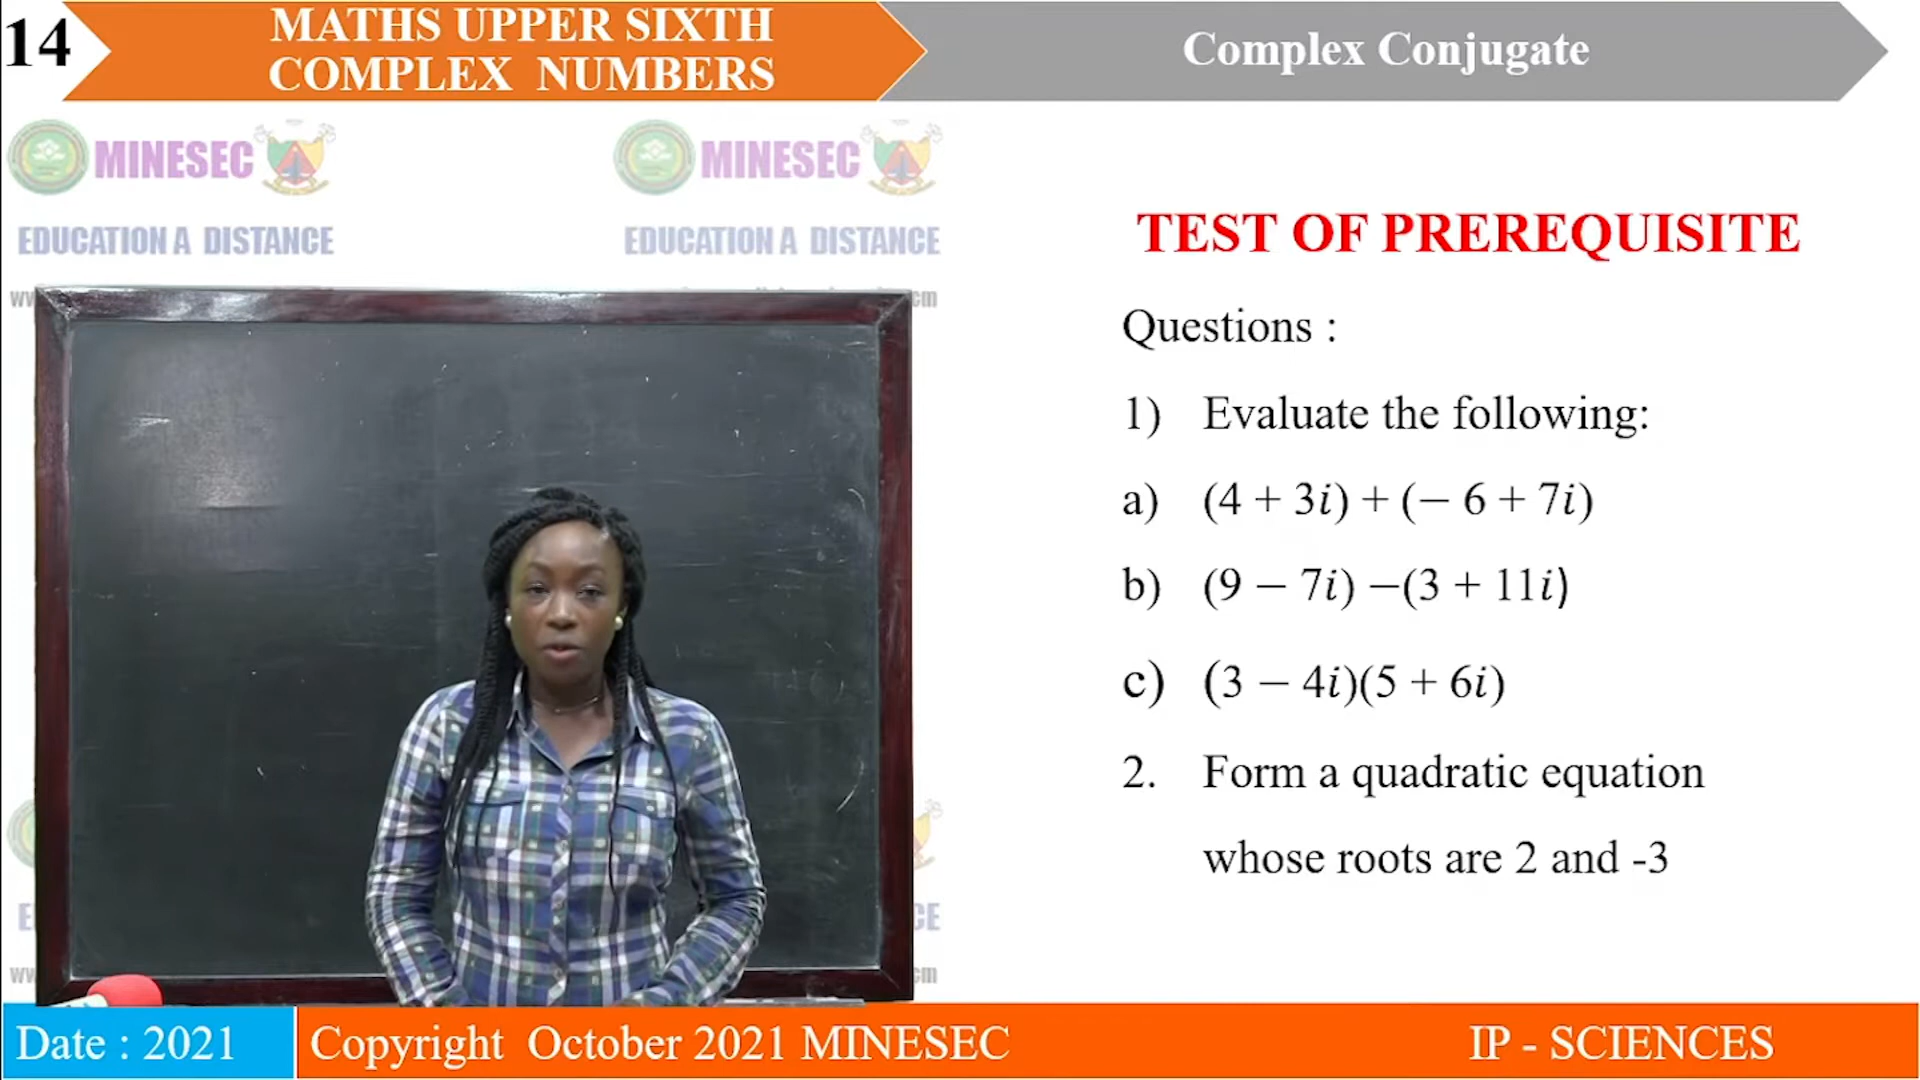 14
MATHS UPPER SIXTH
COMPLEX NUMBERS
Complex Conjugate
MINESEC
MINESEC
EDUCATION A DISTANCE
EDUCATION A DISTANCE
TEST OF PREREQUISITE
Questions :
1) Evaluate the following:
a) (4 + 3i) + (– 6 + 7i)
b) (9 – 7i) –(3 + 11i)
c) (3 – 4i)(5 + 6i)
2. Form a quadratic equation
whose roots are 2 and -3
Date : 2021
Copyright October 2021 MINESEC
IP - SCIENCES